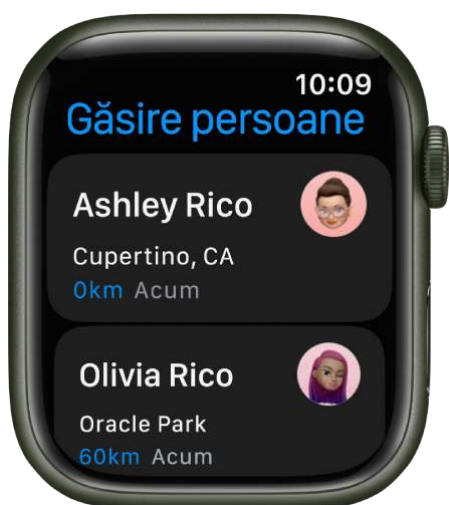 10:09
Găsire persoane
Ashley Rico
Cupertino, CA
0km Acum
Olivia Rico
Oracle Park
60km Acum